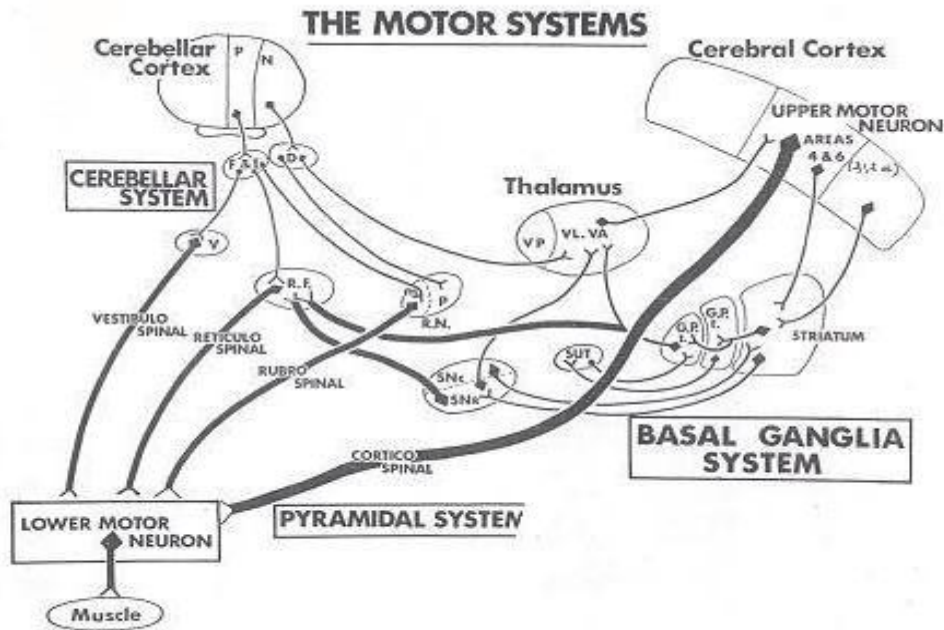 THE MOTOR SYSTEMS
Cerebellar
Cortex
P
N
Cerebral Cortex
UPPER MOTOR
NEURON
AREAS
4 & 6
D
CEREBELLAR
SYSTEM
Thalamus
VP
VL. VA
V
R.F.
P
R.N.
VESTIBULO
SPINAL
RETICULO
SPINAL
RUBRO
SPINAL
G.P.
G.P.
STRIATUM
SUT
SNc
SNR
BASAL GANGLIA
SYSTEM
CORTICO
SPINAL
PYRAMIDAL SYSTEM
LOWER MOTOR
NEURON
Muscle